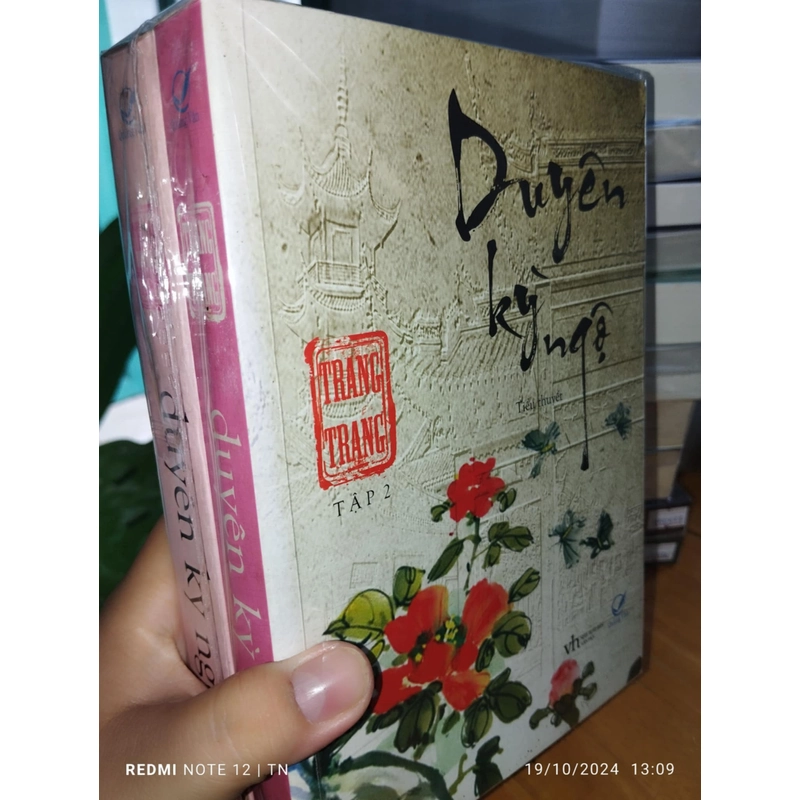 Duyên
kỳ ngộ
Tiểu thuyết
TRANG
TRANG
TẬP 2
duyên kỳ
duyên kỳ ng
vh
REDMI NOTE 12 | TN
19/10/2024 13:09